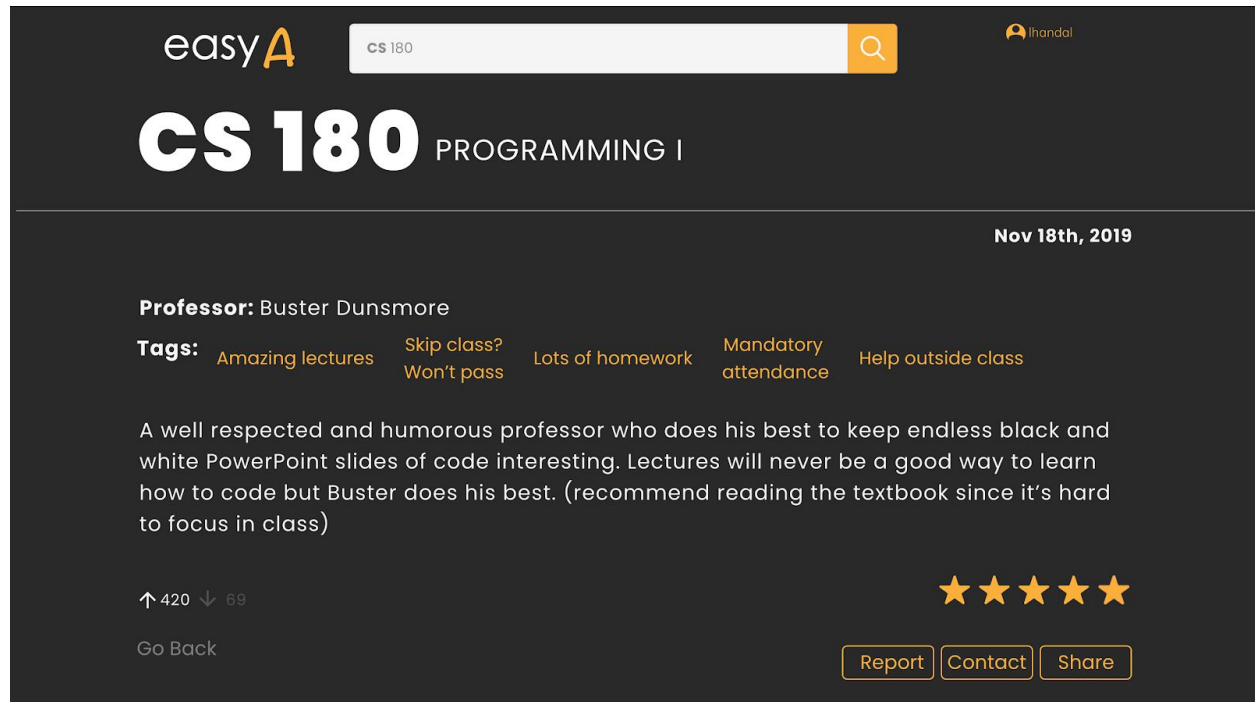 easyA
CS 180
lhandal
CS 180 PROGRAMMING I
Nov 18th, 2019
Professor: Buster Dunsmore
Tags: Amazing lectures Skip class? Won't pass Lots of homework Mandatory attendance Help outside class
A well respected and humorous professor who does his best to keep endless black and
white PowerPoint slides of code interesting. Lectures will never be a good way to learn
how to code but Buster does his best. (recommend reading the textbook since it's hard
to focus in class)
420 69
Go Back
Report Contact Share